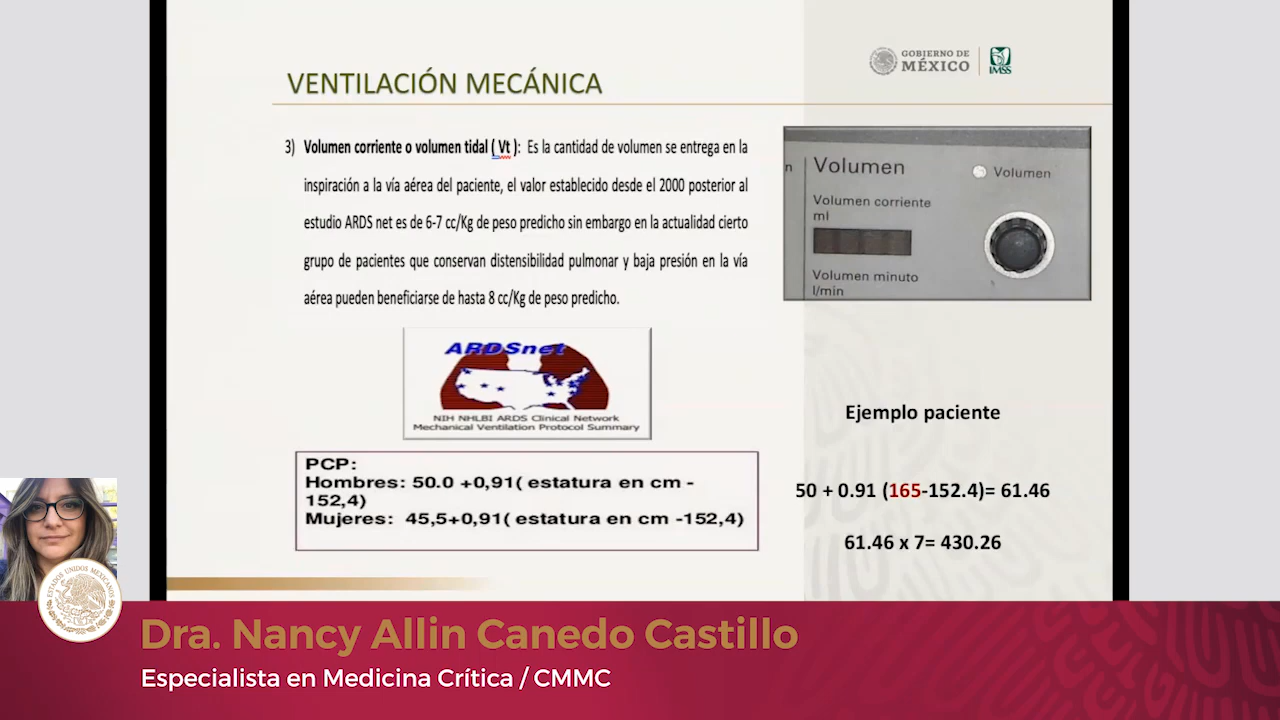 GOBIERNO DE
MÉXICO
IMSS
VENTILACIÓN MECÁNICA
3) Volumen corriente o volumen tidal ( Vt ): Es la cantidad de volumen se entrega en la
inspiración a la vía aérea del paciente, el valor establecido desde el 2000 posterior al
estudio ARDS net es de 6-7 cc/Kg de peso predicho sin embargo en la actualidad cierto
grupo de pacientes que conservan distensibilidad pulmonar y baja presión en la vía
aérea pueden beneficiarse de hasta 8 cc/Kg de peso predicho.
n
Volumen
Volumen
Volumen corriente
ml
Volumen minuto
l/min
ARDSnet
NIH NHLBI ARDS Clinical Network
Mechanical Ventilation Protocol Summary
PCP:
Hombres: 50.0 +0,91( estatura en cm -
152,4)
Mujeres: 45,5+0,91( estatura en cm -152,4)
Ejemplo paciente
50 + 0.91 (165-152.4)= 61.46
61.46 x 7= 430.26
ESTADOS UNIDOS MEXICANOS
Dra. Nancy Allin Canedo Castillo
Especialista en Medicina Crítica / CMMC